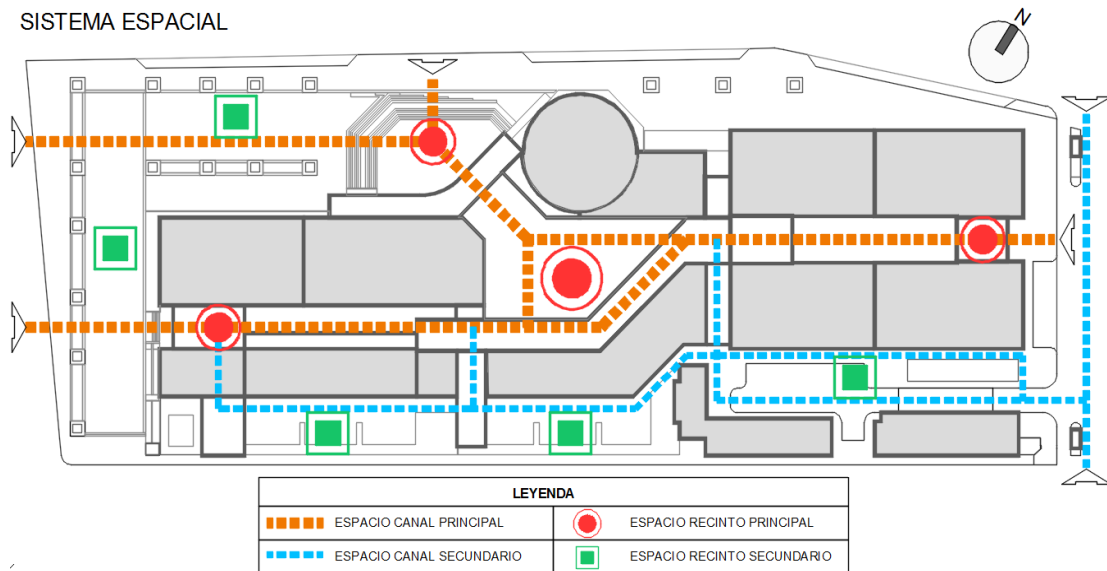 SISTEMA ESPACIAL
N
LEYENDA
ESPACIO CANAL PRINCIPAL
ESPACIO RECINTO PRINCIPAL
ESPACIO CANAL SECUNDARIO
ESPACIO RECINTO SECUNDARIO